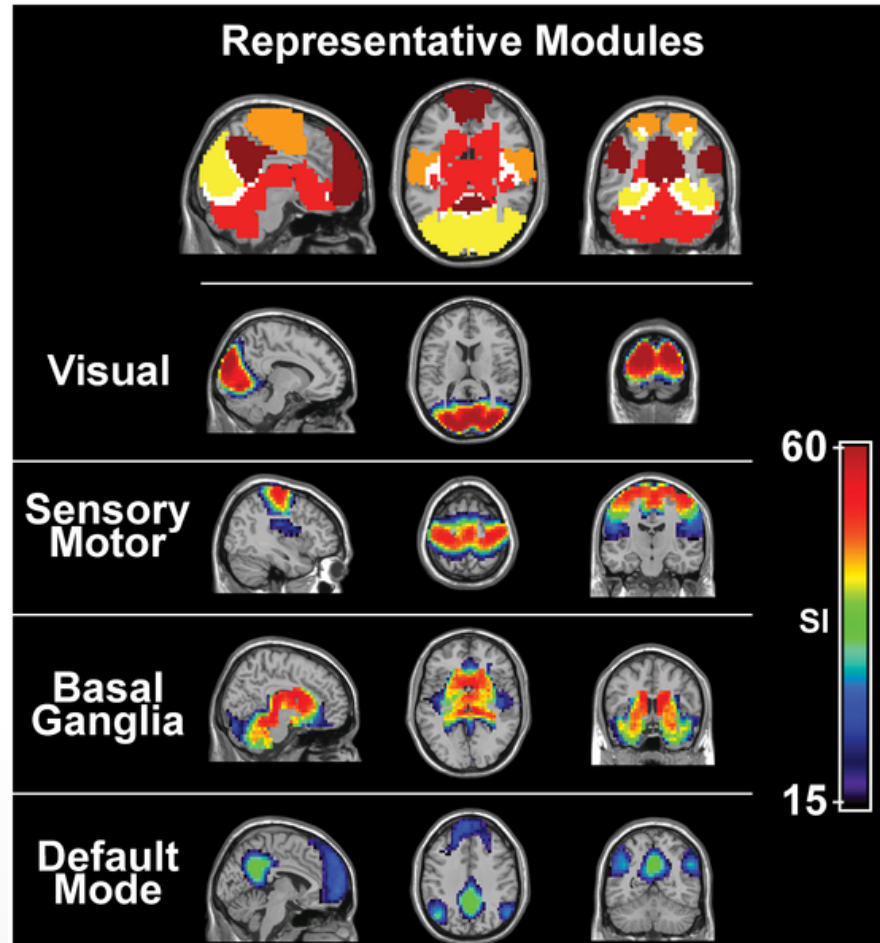 Representative Modules
Visual
Sensory
Motor
Basal
Ganglia
Default
Mode
60
SI
15